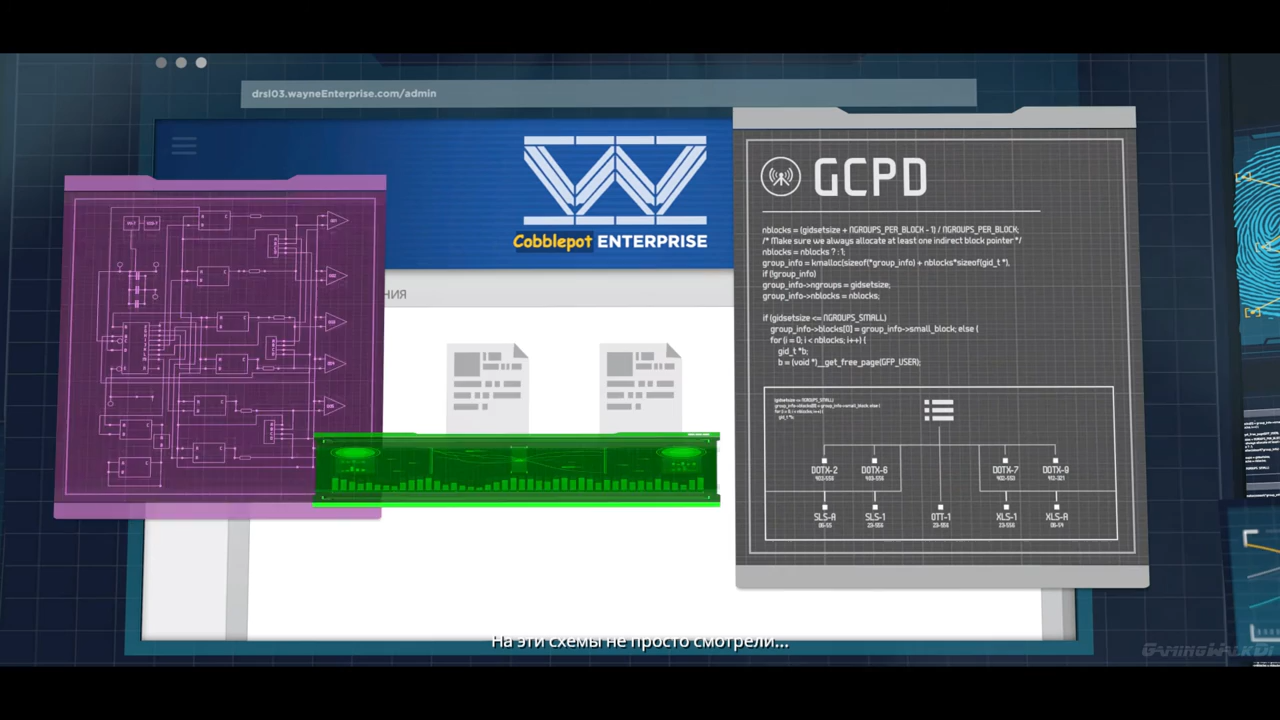 drsl03.wayneEnterprise.com/admin
Cobblepot ENTERPRISE
НИЯ
GCPD
nblocks = (gidsetsize + NGROUPS_PER_BLOCK - 1) / NGROUPS_PER_BLOCK;
/* Make sure we always allocate at least one indirect block pointer */
nblocks = nblocks ? : 1;
group_info = kmalloc(sizeof(*group_info) + nblocks*sizeof(gid_t *),
if (!group_info)
group_info->ngroups = gidsetsize;
group_info->nblocks = nblocks;
if (gidsetsize <= NGROUPS_SMALL)
group_info->blocks[0] = group_info->small_block; else {
for (i = 0; i < nblocks; i++) {
gid_t *b;
b = (void *)__get_free_page(GFP_USER);
DOTX-2 DOTX-6 DOTX-7 DOTX-9
SLS-A SLS-1 OTT-1 XLS-1 XLS-A
На эти схемы не просто смотрели...
GamingWalkDi